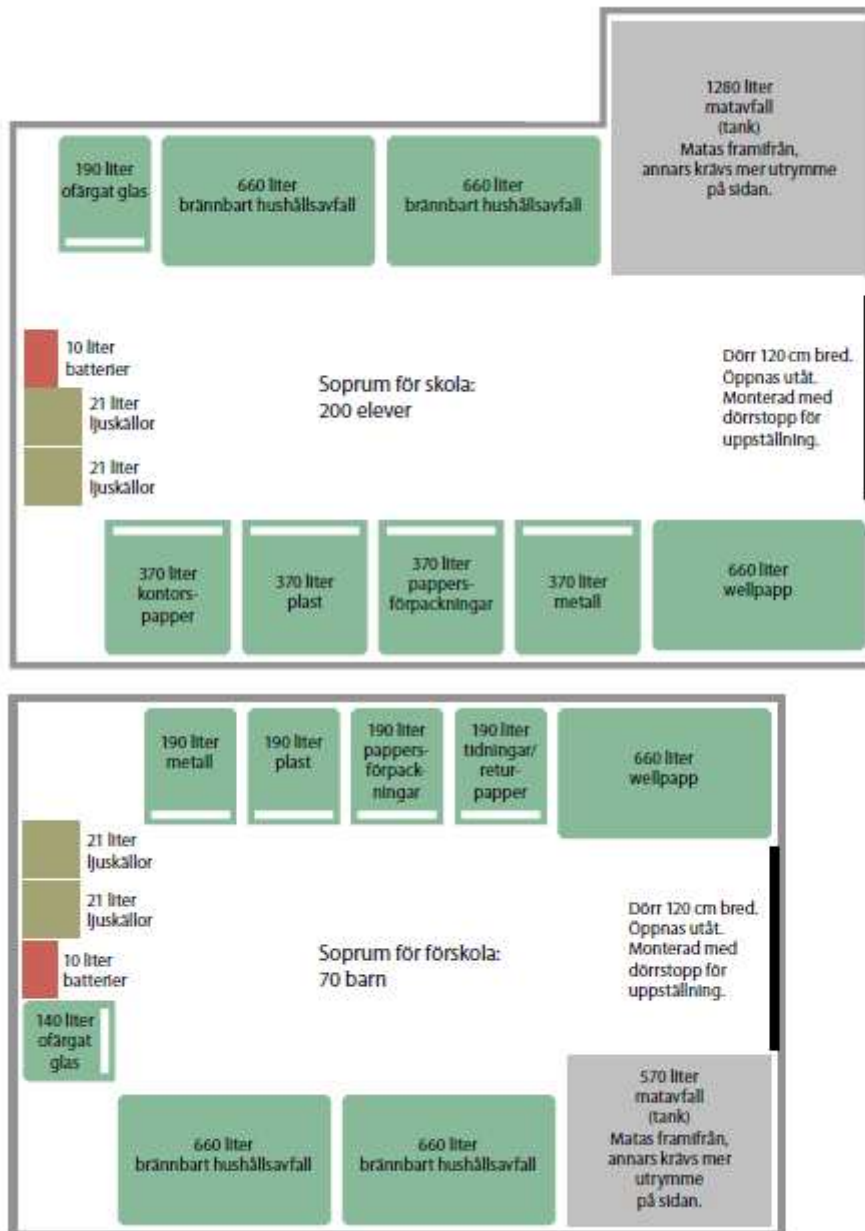 1280 liter
matavfall
(tank)
Matas framifrån,
annars krävs mer utrymme
på sidan.
190 liter
ofärgat glas
660 liter
brännbart hushållsavfall
660 liter
brännbart hushållsavfall
10 liter
batterier
21 liter
ljuskällor
21 liter
ljuskällor
Soprum för skola:
200 elever
Dörr 120 cm bred.
Öppnas utåt.
Monterad med
dörrstopp för
uppställning.
370 liter
kontors-
papper
370 liter
plast
370 liter
pappers-
förpackningar
370 liter
metall
660 liter
wellpapp
190 liter
metall
190 liter
plast
190 liter
pappers-
förpack-
ningar
190 liter
tidningar/
retur-
papper
660 liter
wellpapp
21 liter
ljuskällor
21 liter
ljuskällor
10 liter
batterier
140 liter
ofärgat
glas
Soprum för förskola:
70 barn
Dörr 120 cm bred.
Öppnas utåt.
Monterad med
dörrstopp för
uppställning.
660 liter
brännbart hushållsavfall
660 liter
brännbart hushållsavfall
570 liter
matavfall
(tank)
Matas framifrån,
annars krävs mer
utrymme
på sidan.